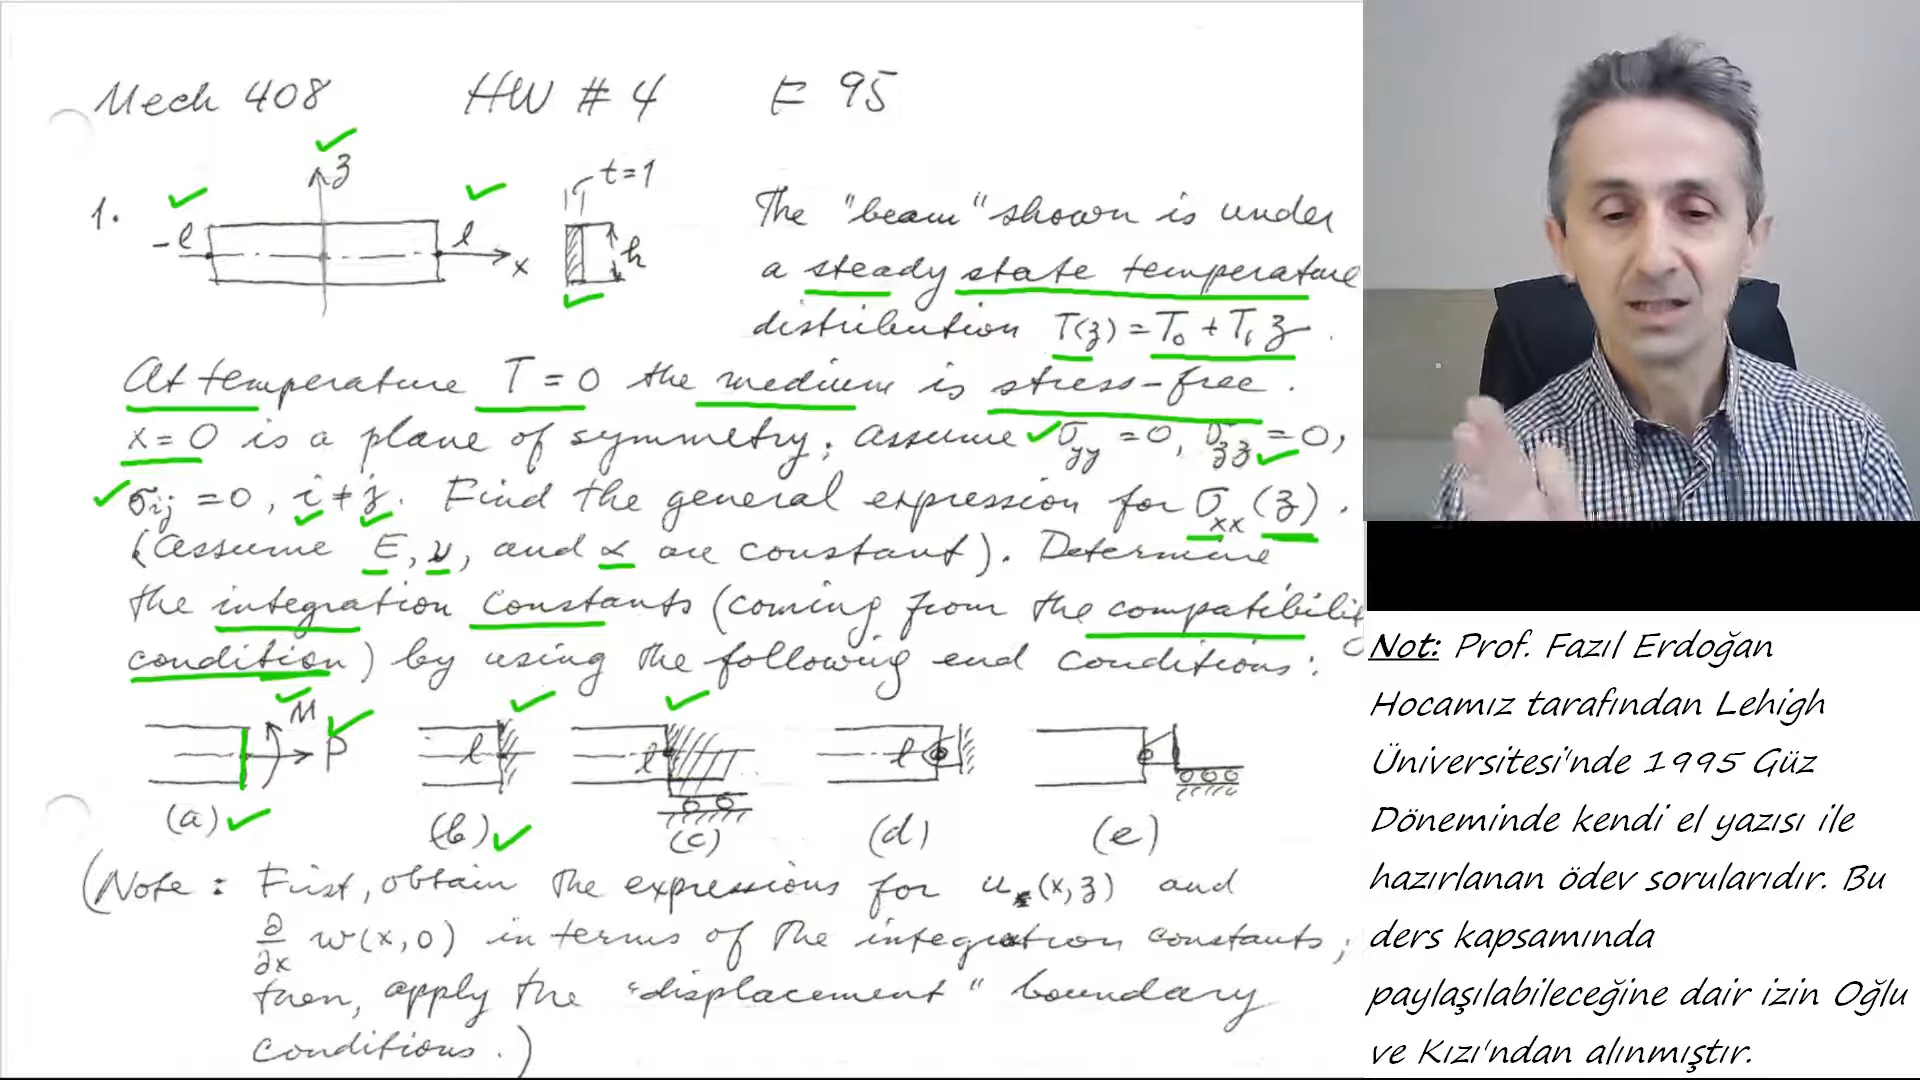 Mech 408 HW # 4 F 95
1.
z
-l
l
x
t=1
h
The "beam" shown is under
a steady state temperature
distribution T(z) = T₀ + T₁ z .
At temperature T = 0 the medium is stress-free .
x = 0 is a plane of symmetry. Assume σyy = 0, σzz = 0,
σij = 0, i ≠ j. Find the general expression for σxx (z) .
(Assume E, ν, and α are constant). Determine
the integration constants (coming from the compatibili
condition) by using the following end conditions :
M
P
l
l
l
(a) (b) (c) (d) (e)
(Note : First, obtain the expressions for u (x,z) and
∂/∂x w(x,0) in terms of the integration constants ;
then, apply the "displacement" boundary
conditions . )
Not: Prof. Fazıl Erdoğan
Hocamız tarafından Lehigh
Üniversitesi'nde 1995 Güz
Döneminde kendi el yazısı ile
hazırlanan ödev sorularıdır. Bu
ders kapsamında
paylaşılabileceğine dair izin Oğlu
ve Kızı'ndan alınmıştır.